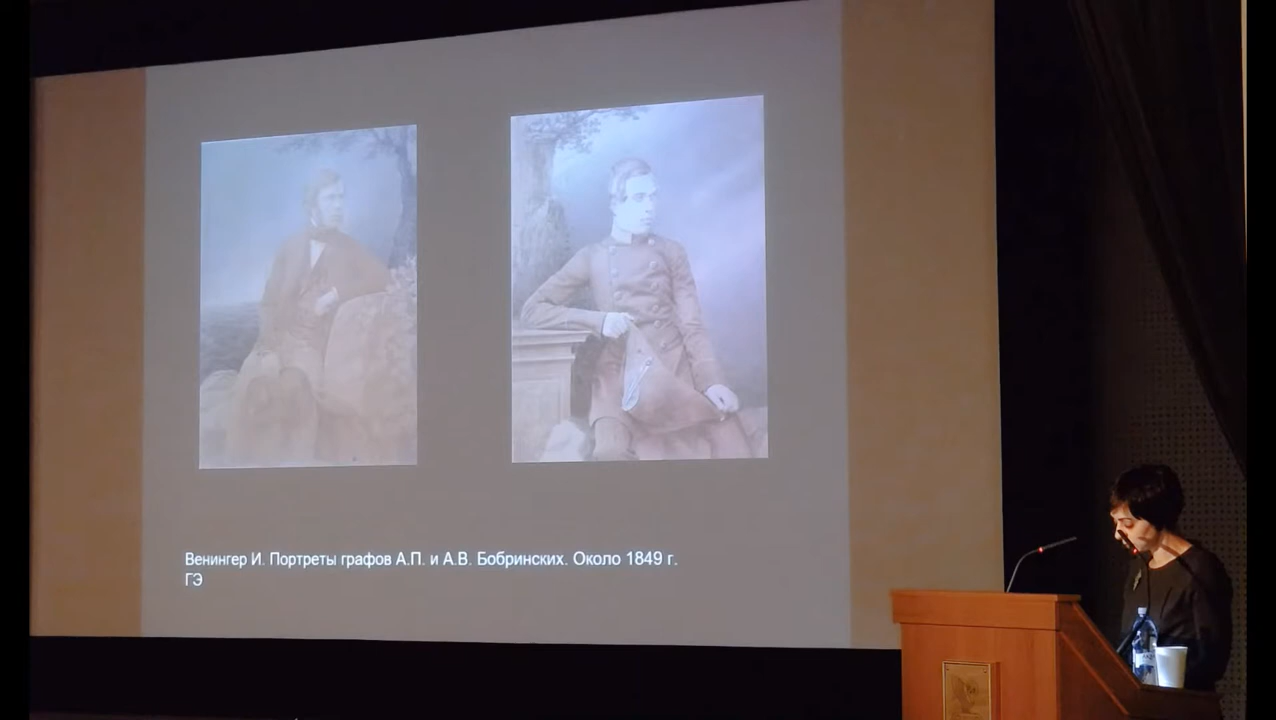 Венингер И. Портреты графов А.П. и А.В. Бобринских. Около 1849 г.
ГЭ